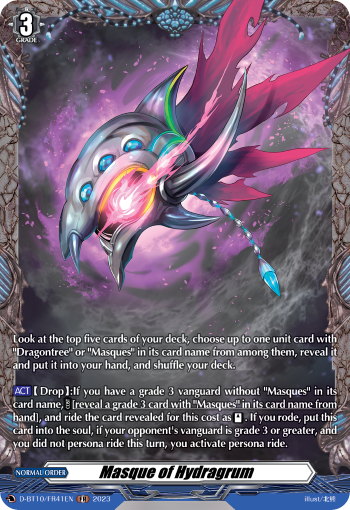 3
GRADE
Look at the top five cards of your deck, choose up to one unit card with
"Dragontree" or "Masques" in its card name from among them, reveal it
and put it into your hand, and shuffle your deck.
ACT【Drop】:If you have a grade 3 vanguard without "Masques" in its
card name, [reveal a grade 3 card with "Masques" in its card name from
hand], and ride the card revealed for this cost as . If you rode, put this
card into the soul, if your opponent's vanguard is grade 3 or greater, and
you did not persona ride this turn, you activate persona ride.
NORMAL ORDER
Masque of Hydragrum
D-BT10/FR41EN FR 2023
illust/北熊